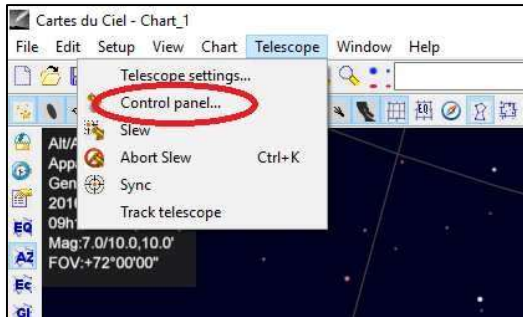 Cartes du Ciel - Chart_1
File Edit Setup View Chart Telescope Window Help
Telescope settings...
Control panel...
Slew
Abort Slew Ctrl+K
Sync
Track telescope
Alt/A
App
Gen
2016
09h
Mag:7.0/10.0,10.0'
FOV:+72°00'00"
EQ
AZ
Ec
Gl
EQ